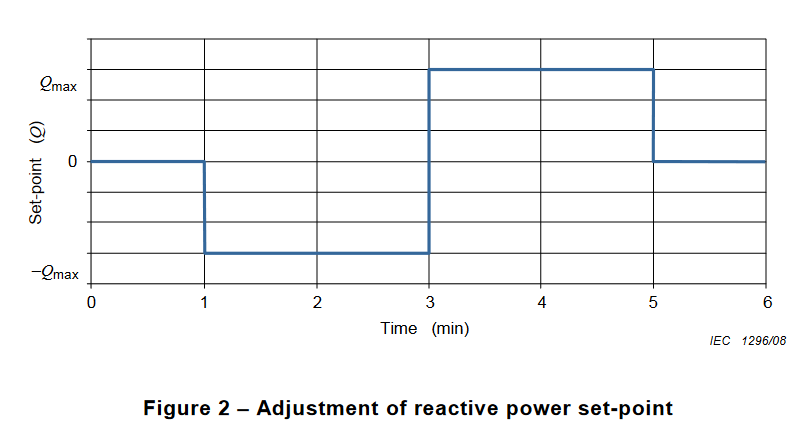 Qmax
Set-point (Q)
0
−Qmax
0 1 2 3 4 5 6
Time (min)
IEC 1296/08
Figure 2 – Adjustment of reactive power set-point